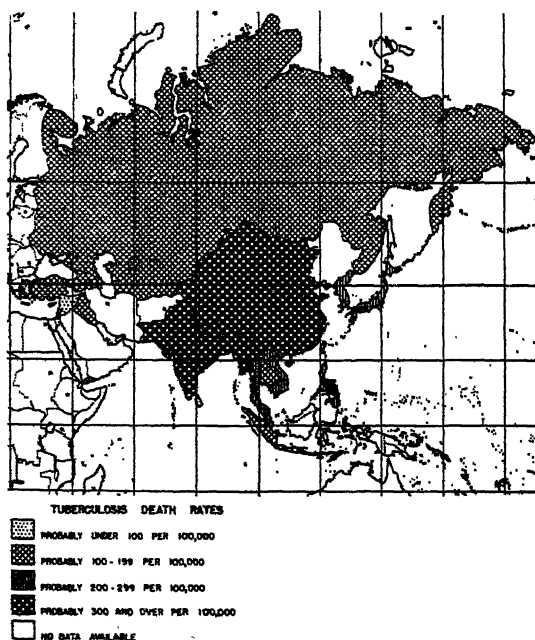 TUBERCULOSIS DEATH RATES
PROBABLY UNDER 100 PER 100,000
PROBABLY 100-199 PER 100,000
PROBABLY 200-299 PER 100,000
PROBABLY 300 AND OVER PER 100,000
NO DATA AVAILABLE